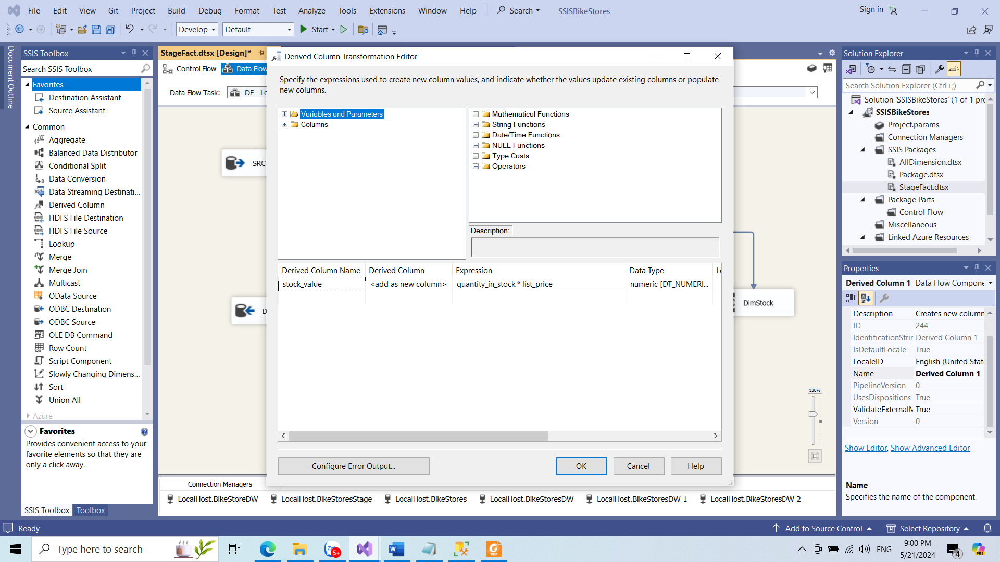 File Edit View Git Project Build Debug Format Test Analyze Tools Extensions Window Help Search SSISBikeStores Sign in
Develop Default Start
Document Outline
SSIS Toolbox
Search SSIS Toolbox
Favorites
Destination Assistant
Source Assistant
Common
Aggregate
Balanced Data Distributor
Conditional Split
Data Conversion
Data Streaming Destinati...
Derived Column
HDFS File Destination
HDFS File Source
Lookup
Merge
Merge Join
Multicast
OData Source
ODBC Destination
ODBC Source
OLE DB Command
Row Count
Script Component
Slowly Changing Dimens...
Sort
Union All
Azure
Favorites
Provides convenient access to your
favorite elements so that they are
only a click away.
SSIS Toolbox Toolbox
StageFact.dtsx [Design]*
Control Flow Data Flow
Data Flow Task: DF - Lo
SRC
D
DimStock
130%
Derived Column Transformation Editor
Specify the expressions used to create new column values, and indicate whether the values update existing columns or populate
new columns.
Variables and Parameters
Columns
Mathematical Functions
String Functions
Date/Time Functions
NULL Functions
Type Casts
Operators
Description:
Derived Column Name Derived Column Expression Data Type Le
stock_value <add as new column> quantity_in_stock * list_price numeric [DT_NUMERI...
Configure Error Output... OK Cancel Help
Connection Managers
LocalHost.BikeStoreDW LocalHost.BikeStoresStage LocalHost.BikeStores LocalHost.BikeStoresDW LocalHost.BikeStoresDW 1 LocalHost.BikeStoresDW 2
Solution Explorer
Search Solution Explorer (Ctrl+;)
Solution 'SSISBikeStores' (1 of 1 pro
SSISBikeStores
Project.params
Connection Managers
SSIS Packages
AllDimension.dtsx
Package.dtsx
StageFact.dtsx
Package Parts
Control Flow
Miscellaneous
Linked Azure Resources
Properties
Derived Column 1 Data Flow Compone
Description Creates new column
ID 244
IdentificationStrir Derived Column 1
IsDefaultLocale True
LocaleID English (United State
Name Derived Column 1
PipelineVersion 0
UsesDispositions True
ValidateExternalM True
Version 0
Show Editor, Show Advanced Editor
Name
Specifies the name of the component.
Ready Add to Source Control Select Repository
Type here to search 5+ ENG 9:00 PM
5/21/2024 4 PRE